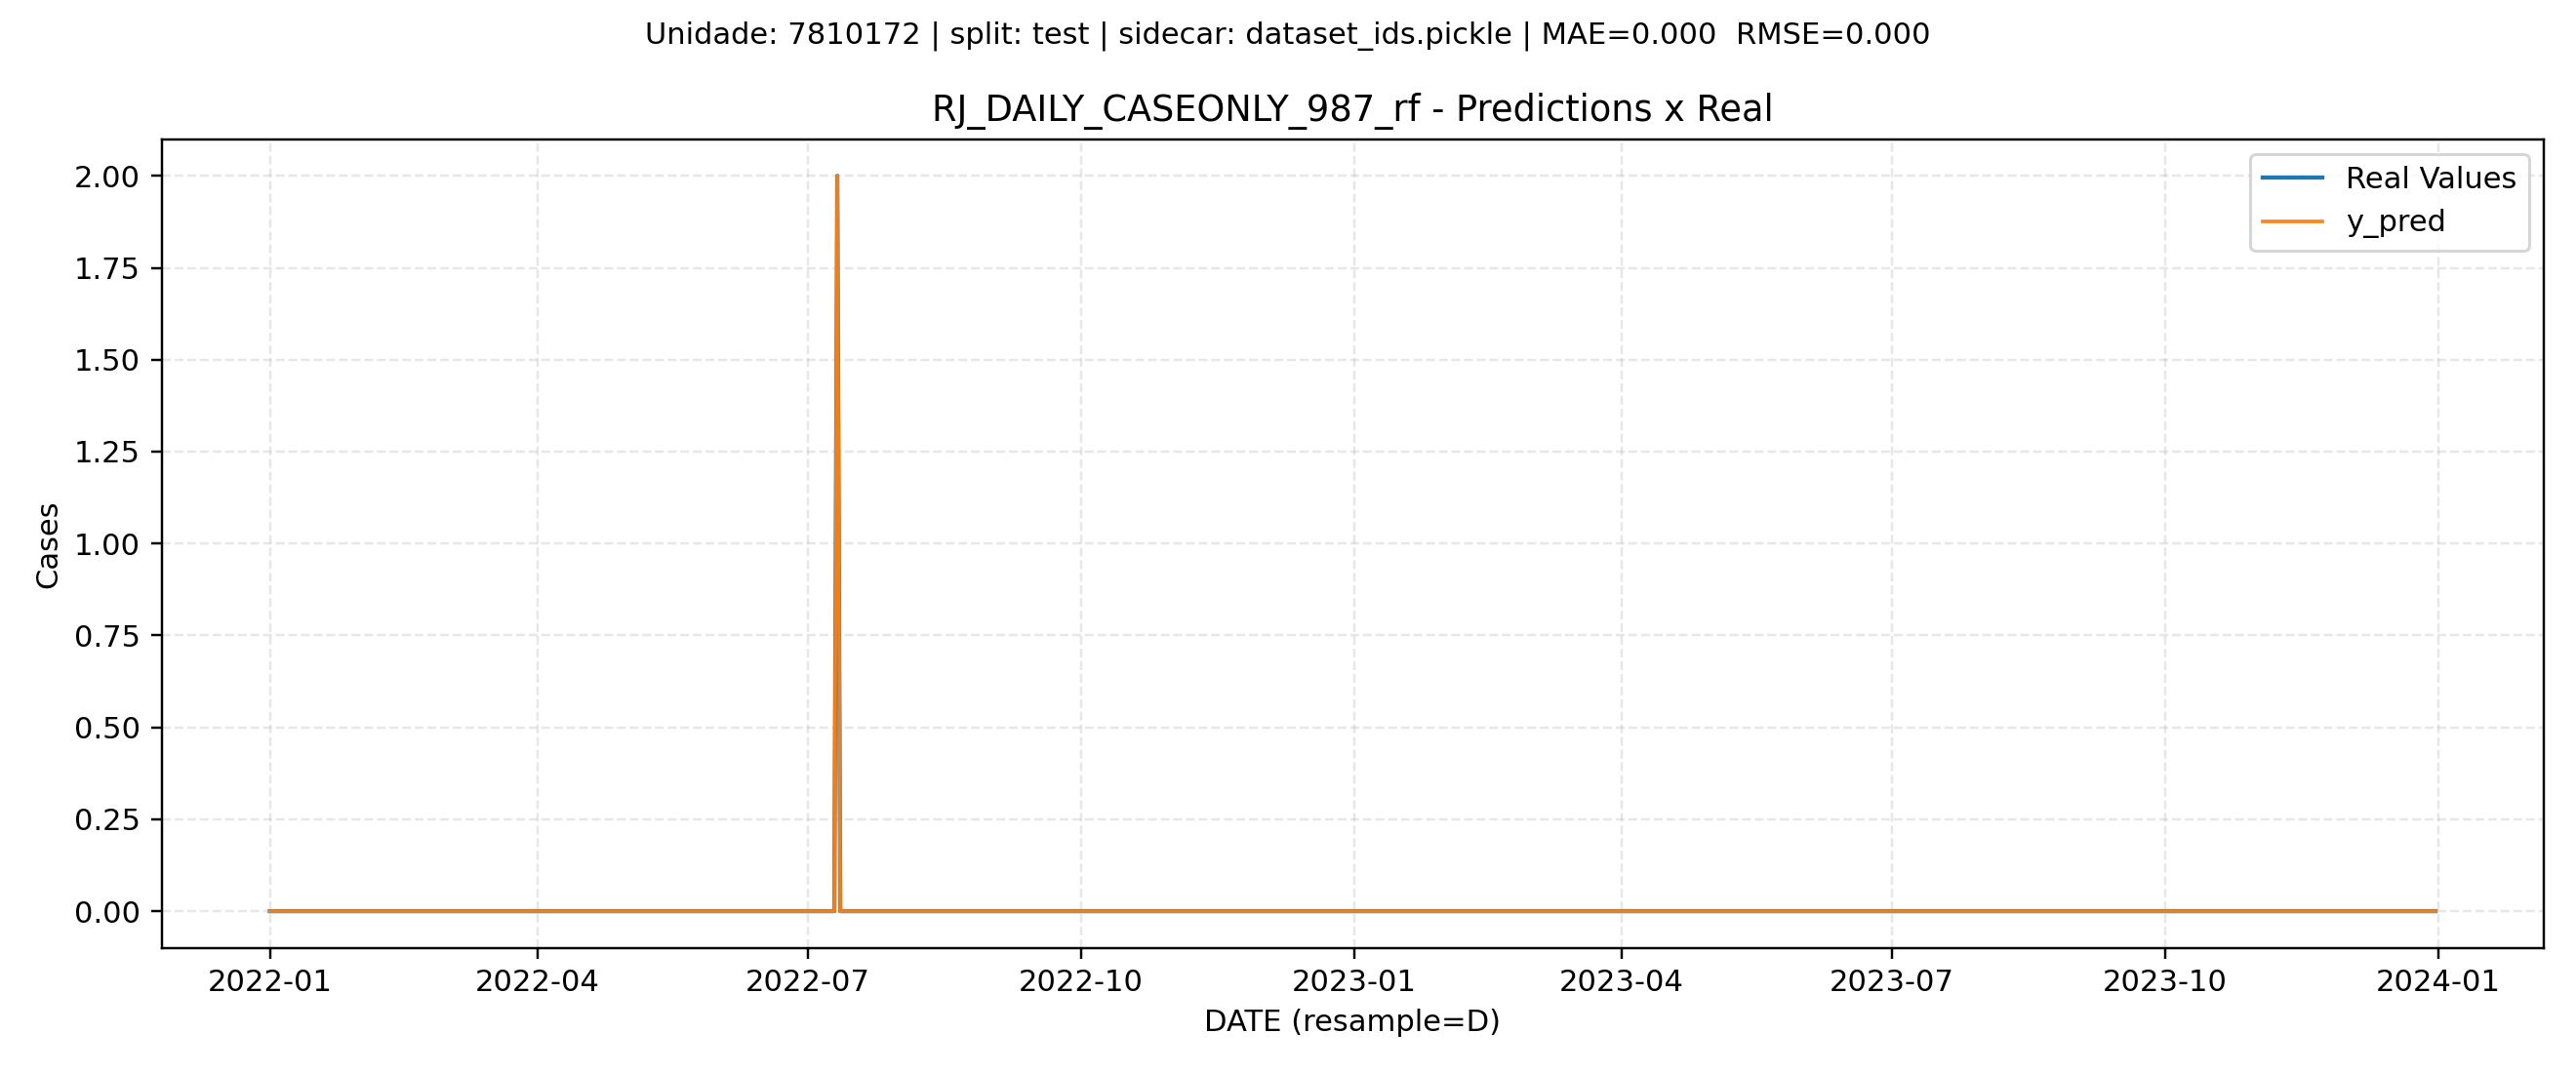 Unidade: 7810172 | split: test | sidecar: dataset_ids.pickle | MAE=0.000  RMSE=0.000
RJ_DAILY_CASEONLY_987_rf - Predictions x Real
Real Values
y_pred
2.00
1.75
1.50
1.25
1.00
0.75
0.50
0.25
0.00
Cases
2022-01 2022-04 2022-07 2022-10 2023-01 2023-04 2023-07 2023-10 2024-01
DATE (resample=D)